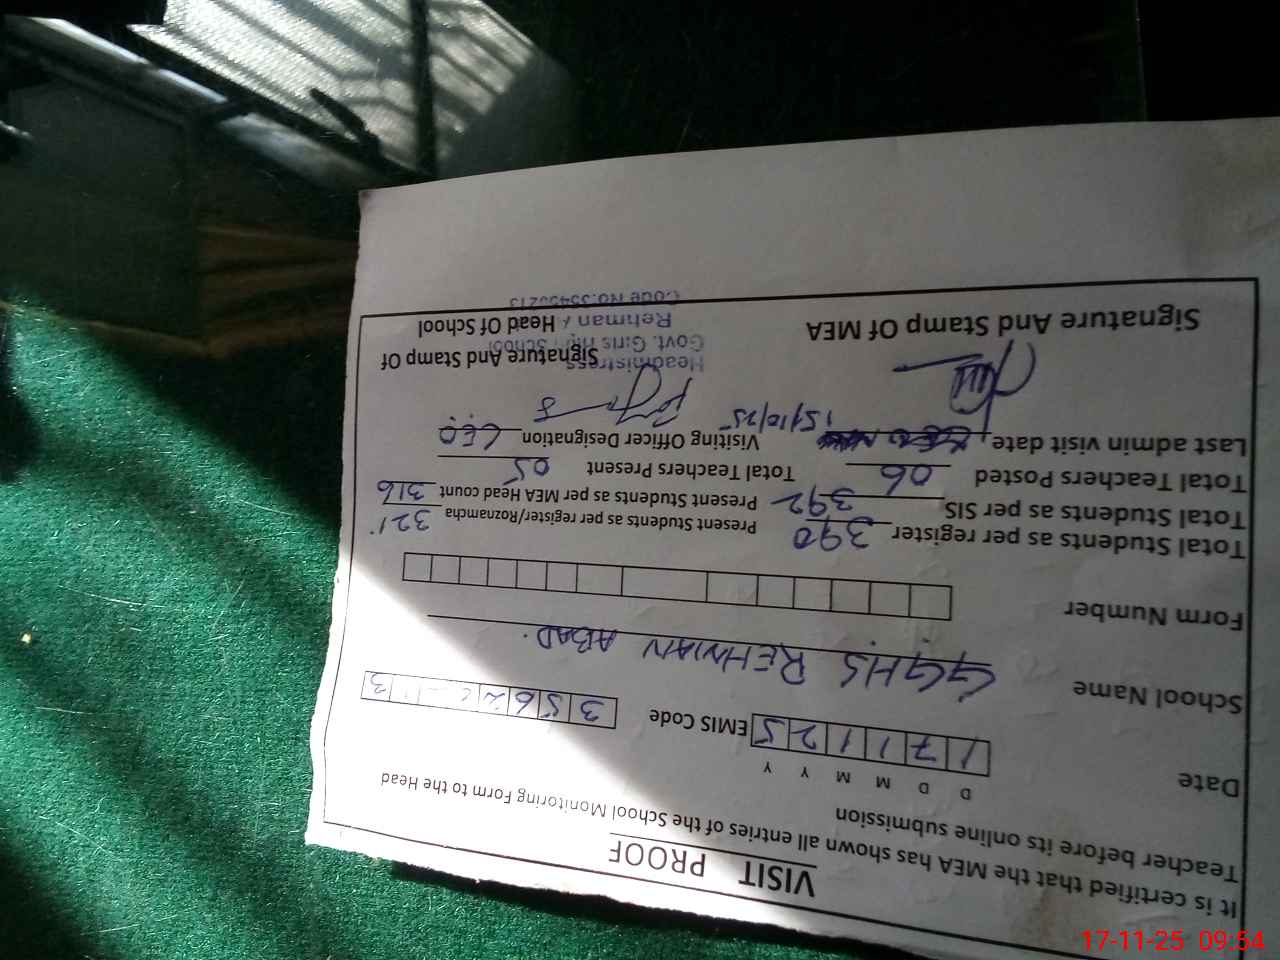 VISIT PROOF
It is certified that the MEA has shown all entries of the School Monitoring Form to the Head
Teacher before its online submission
D D M M Y Y
Date 1 7 1 1 2 5 EMIS Code 3 5 6 2 3
School Name GGHS REHMAN ABAD.
Form Number
Total Students as per register 390 Present Students as per register/Roznamcha 321
Total Students as per SIS 392 Present Students as per MEA Head count 316
Total Teachers Posted 06 Total Teachers Present 05
Last admin visit date, 15/10/25 Visiting Officer Designation CEO
Signature And Stamp Of MEA
Signature And Stamp Of
Head Of School
Headmistress
Govt. Girls High School
Rehman
Code No.
17-11-25 09:54